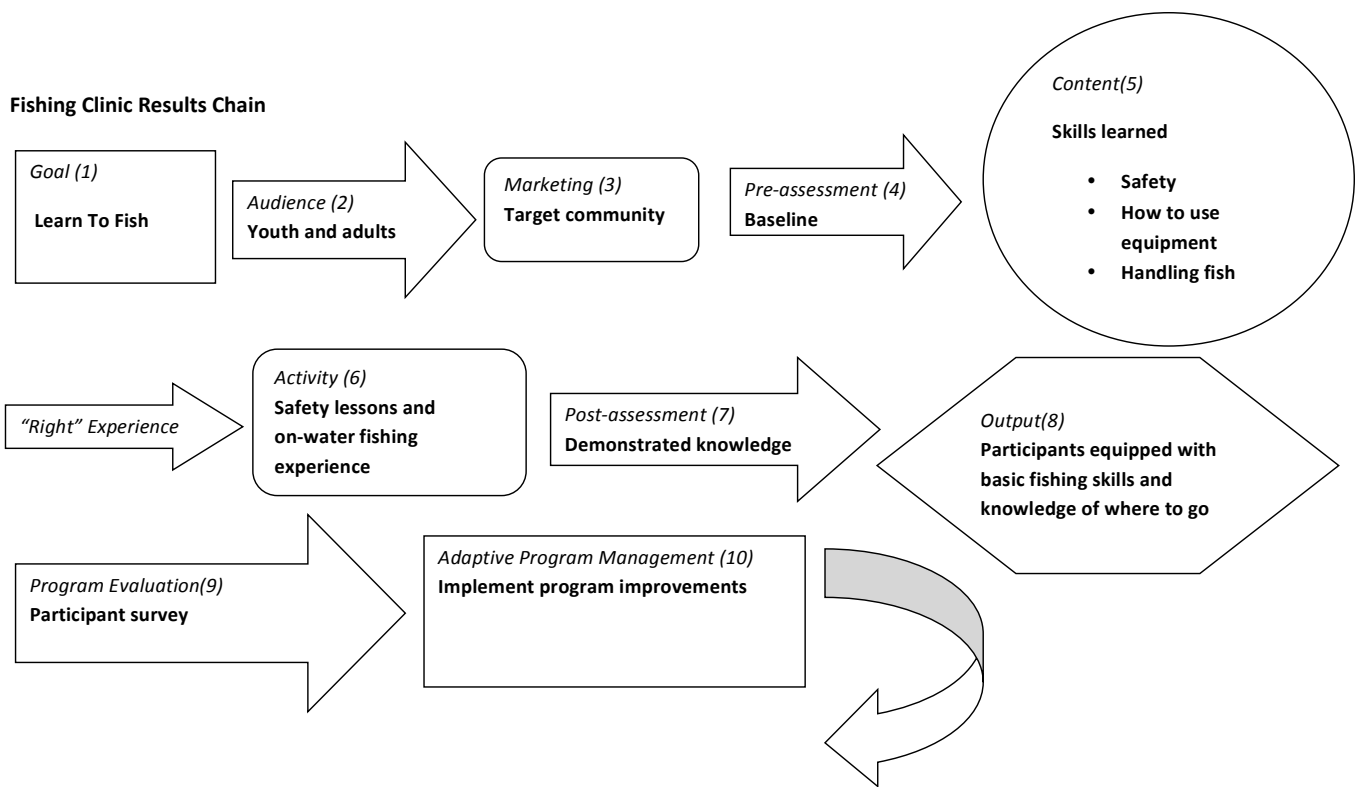 Fishing Clinic Results Chain
Goal (1)
Learn To Fish
Audience (2)
Youth and adults
Marketing (3)
Target community
Pre-assessment (4)
Baseline
Content(5)
Skills learned
• Safety
• How to use
equipment
• Handling fish
“Right” Experience
Activity (6)
Safety lessons and
on-water fishing
experience
Post-assessment (7)
Demonstrated knowledge
Output(8)
Participants equipped with
basic fishing skills and
knowledge of where to go
Program Evaluation(9)
Participant survey
Adaptive Program Management (10)
Implement program improvements